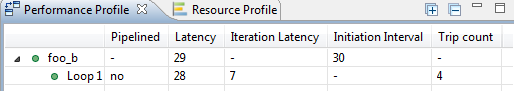 Performance Profile Resource Profile
Pipelined Latency Iteration Latency Initiation Interval Trip count
foo_b - 29 - 30 -
Loop 1 no 28 7 - 4